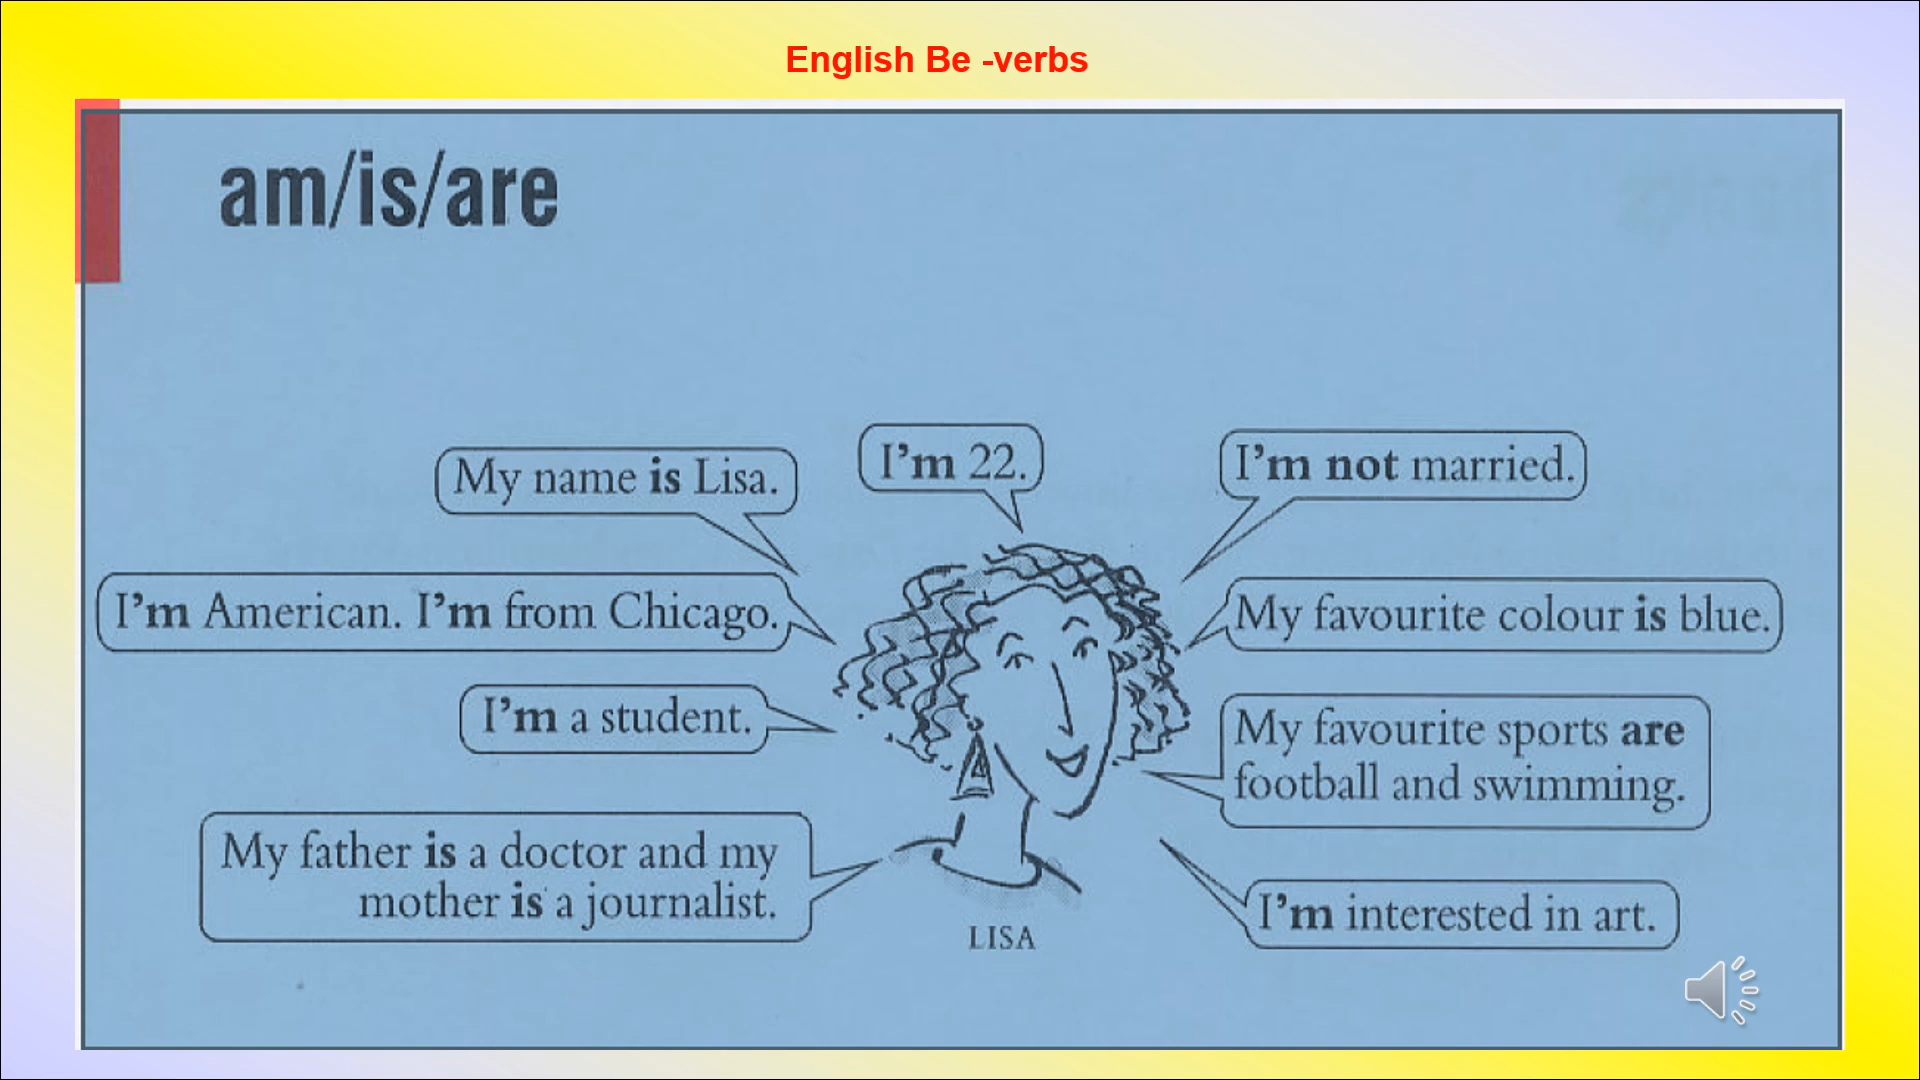 English Be -verbs
am/is/are
My name is Lisa.
I'm 22.
I'm not married.
I'm American. I'm from Chicago.
My favourite colour is blue.
I'm a student.
My favourite sports are
football and swimming.
My father is a doctor and my
mother is a journalist.
I'm interested in art.
LISA